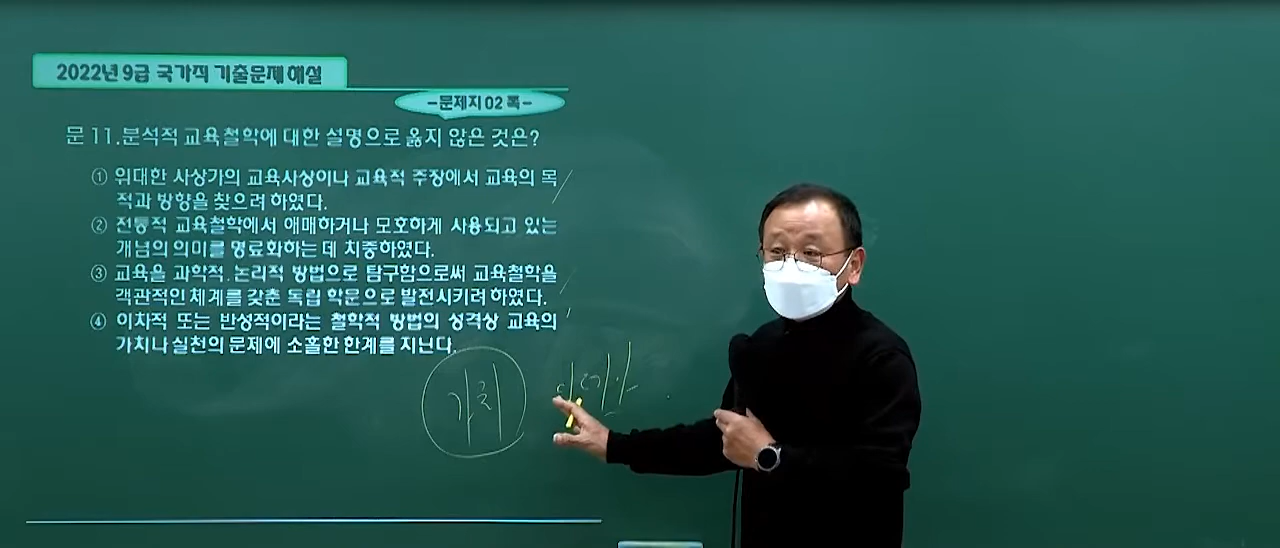 2022년 9급 국가직 기출문제 해설
-문제지 02 쪽-
문 11.분석적 교육철학에 대한 설명으로 옳지 않은 것은?
① 위대한 사상가의 교육사상이나 교육적 주장에서 교육의 목
적과 방향을 찾으려 하였다.
② 전통적 교육철학에서 애매하거나 모호하게 사용되고 있는
개념의 의미를 명료화하는 데 치중하였다.
③ 교육을 과학적, 논리적 방법으로 탐구함으로써 교육철학을
객관적인 체계를 갖춘 독립 학문으로 발전시키려 하였다.
④ 이차적 또는 반성적이라는 철학적 방법의 성격상 교육의
가치나 실천의 문제에 소홀한 한계를 지닌다.
가치